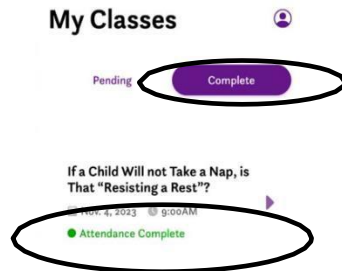 My Classes
Pending Complete
If a Child Will not Take a Nap, is
That “Resisting a Rest”?
Nov. 4, 2023 9:00AM
Attendance Complete